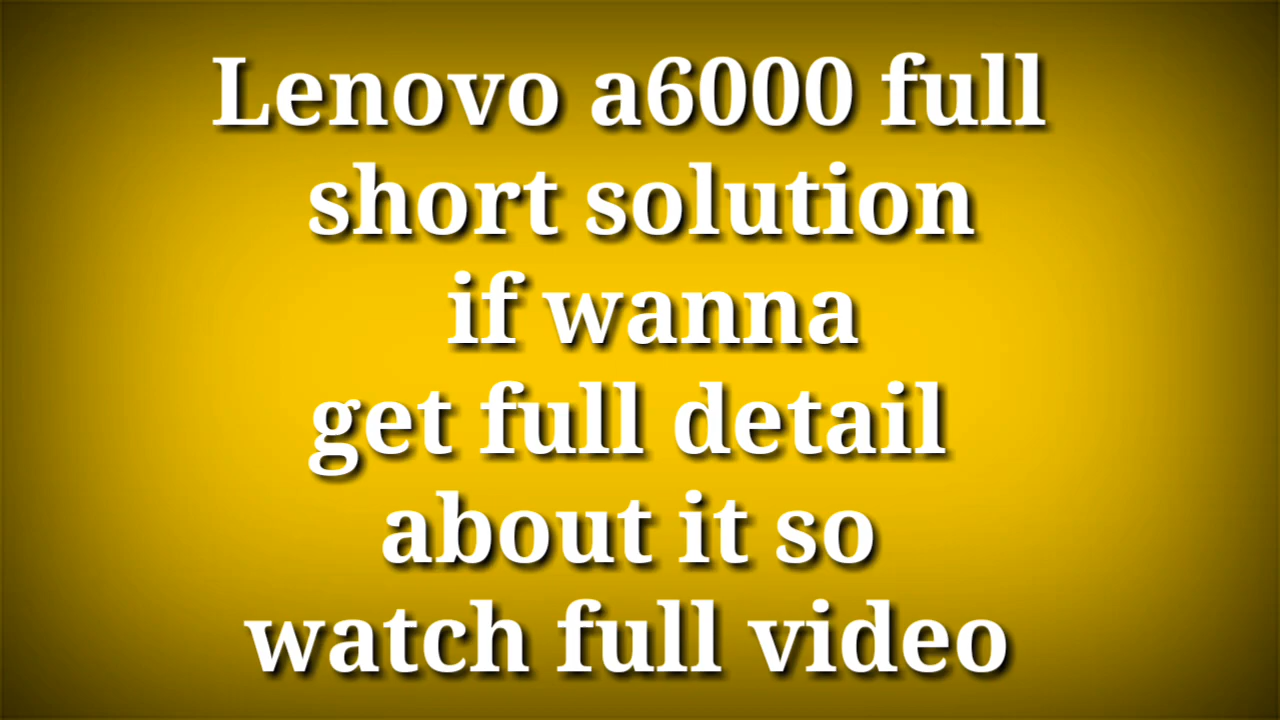 Lenovo a6000 full
short solution
if wanna
get full detail
about it so
watch full video